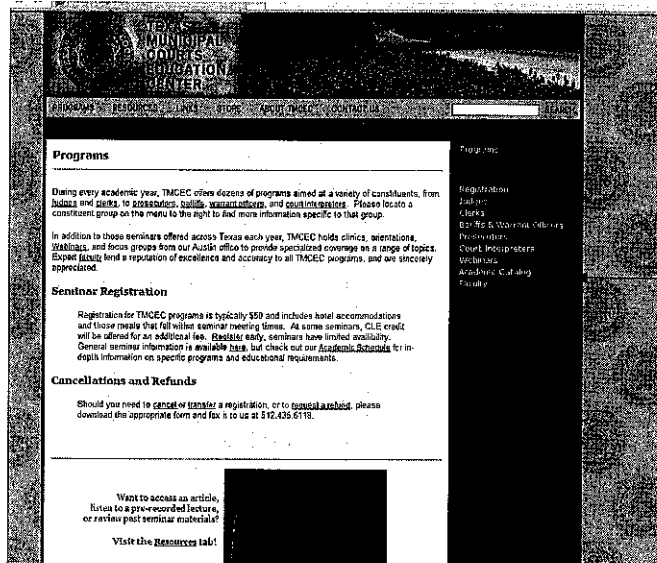 TEXAS
MUNICIPAL
COURTS
EDUCATION
CENTER
PROGRAMS RESOURCES LINKS STORE ABOUT TMCEC CONTACT US SEARCH
Programs
During every academic year, TMCEC offers dozens of programs aimed at a variety of constituents, from
judges and clerks, to prosecutors, bailiffs, warrant officers, and court interpreters. Please locate a
constituent group on the menu to the right to find more information specific to that group.
In addition to those seminars offered across Texas each year, TMCEC holds clinics, orientations,
Webinars, and focus groups from our Austin office to provide specialized coverage on a range of topics.
Expert faculty lend a reputation of excellence and accuracy to all TMCEC programs, and are sincerely
appreciated.
Seminar Registration
Registration for TMCEC programs is typically $50 and includes hotel accommodations
and those meals that fall within seminar meeting times. At some seminars, CLE credit
will be offered for an additional fee. Register early, seminars have limited availibility.
General seminar information is available here, but check out our Academic Schedule for in-
depth information on specific programs and educational requirements.
Cancellations and Refunds
Should you need to cancel or transfer a registration, or to request a refund, please
download the appropriate form and fax is to us at 512.435.6118.
Want to access an article,
listen to a pre-recorded lecture,
or review past seminar materials?
Visit the Resources tab!
Programs
Registration
Judges
Clerks
Bailiffs & Warrant Officers
Prosecutors
Court Interpreters
Webinars
Academic Catalog
Faculty